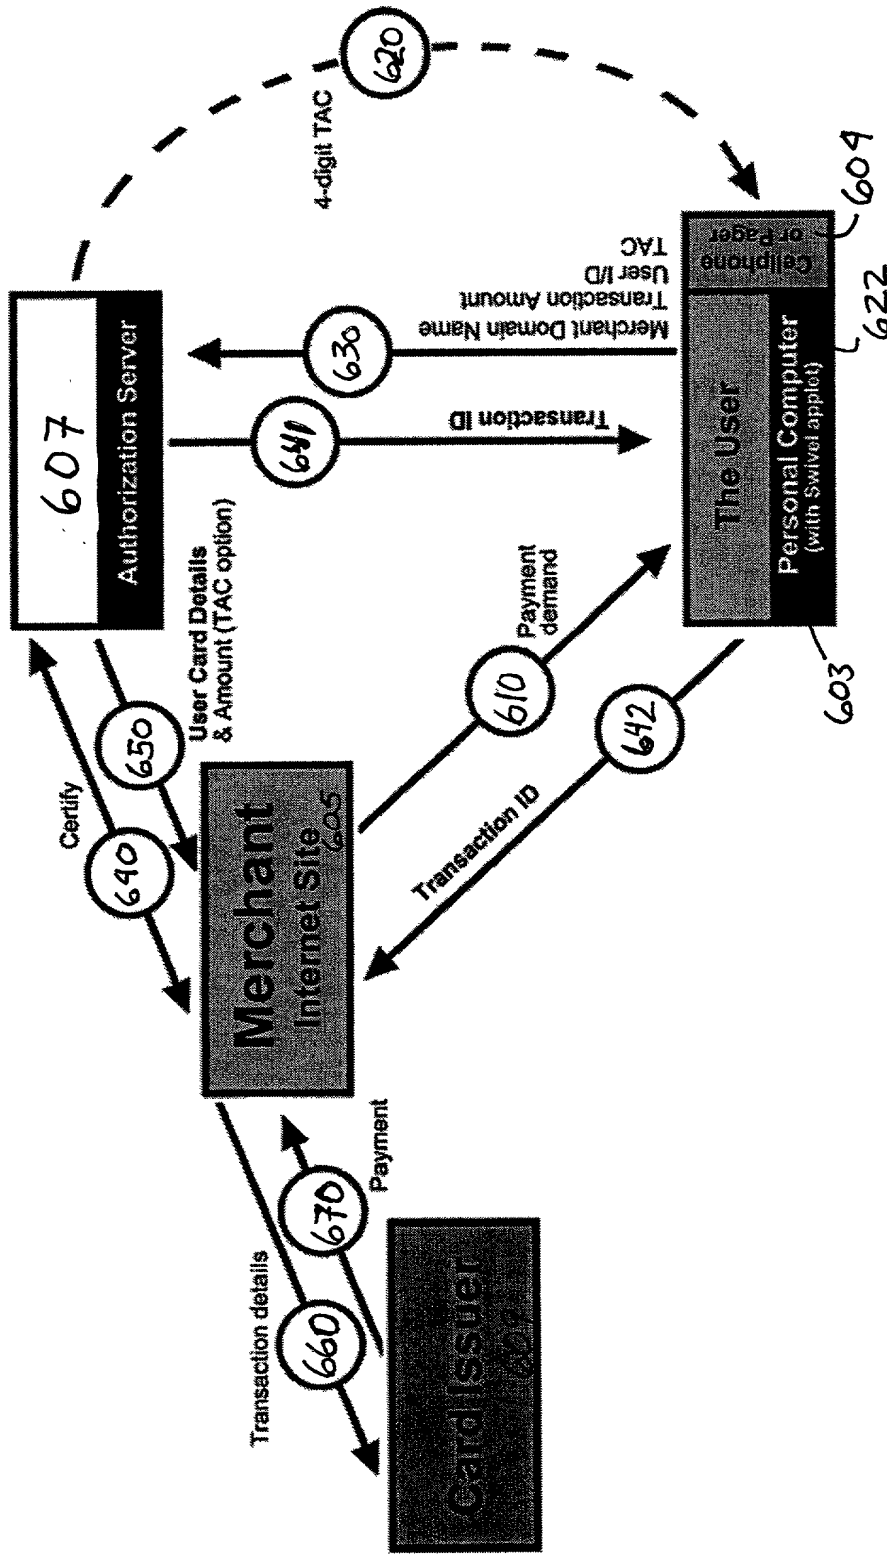 607
Authorization Server
Certify
640
650
User Card Details
& Amount (TAC option)
Merchant
Internet Site
605
Transaction details
660
670
Payment
Card Issuer
609
4-digit TAC
620
641
Transaction ID
630
Merchant Domain Name
Transaction Amount
User I/D
TAC
610
Payment
demand
642
Transaction ID
The User
Personal Computer
(with Swivel applet)
Cellphone
or Pager
603
622
604